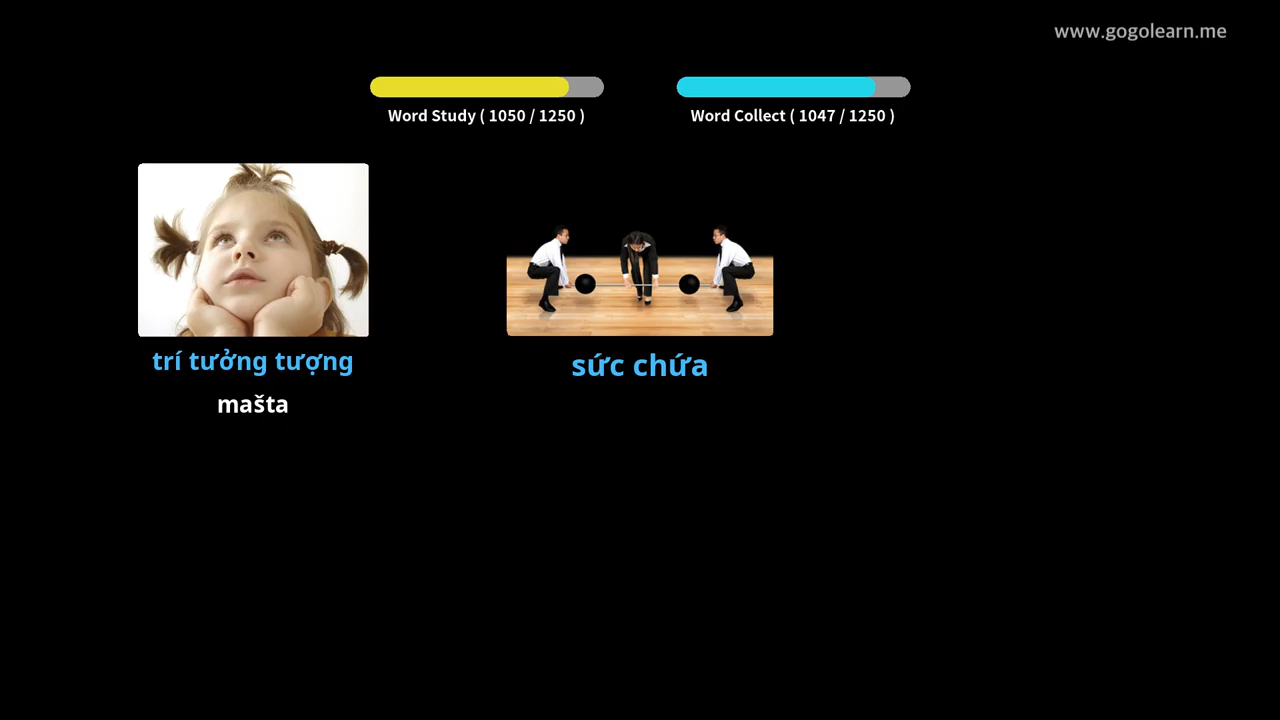 www.gogolearn.me
Word Study ( 1050 / 1250 )
Word Collect ( 1047 / 1250 )
trí tưởng tượng
mašta
sức chứa